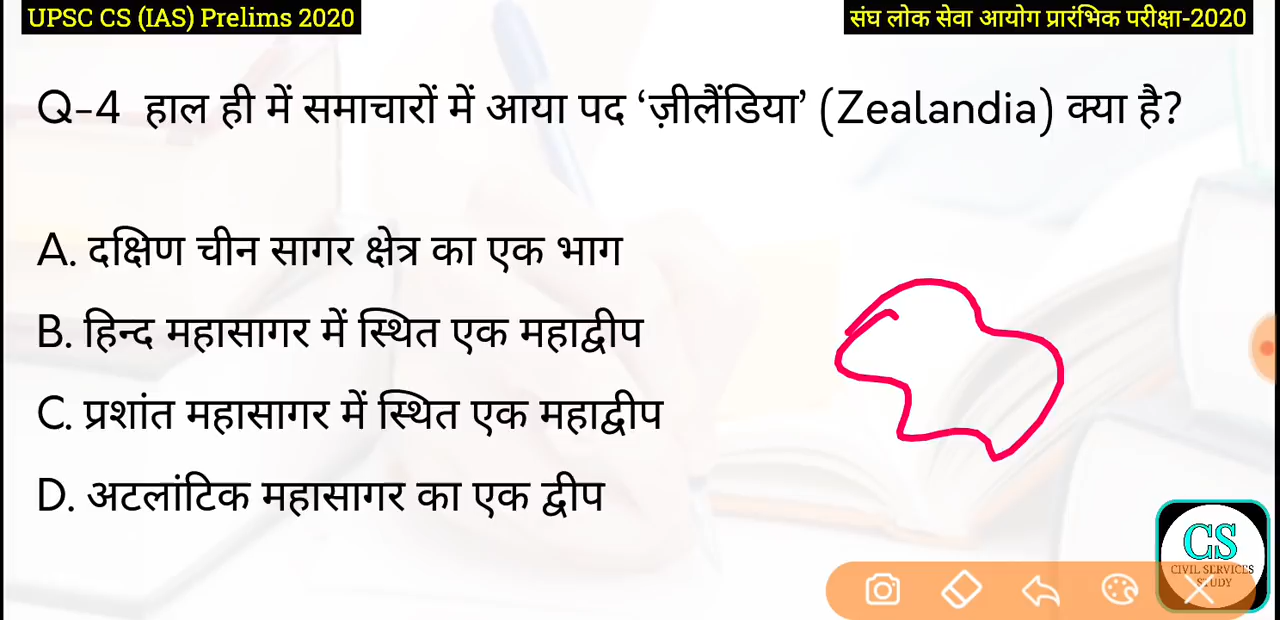 UPSC CS (IAS) Prelims 2020
संघ लोक सेवा आयोग प्रारंभिक परीक्षा-2020
Q-4 हाल ही में समाचारों में आया पद ‘ज़ीलैंडिया’ (Zealandia) क्या है?
A. दक्षिण चीन सागर क्षेत्र का एक भाग
B. हिन्द महासागर में स्थित एक महाद्वीप
C. प्रशांत महासागर में स्थित एक महाद्वीप
D. अटलांटिक महासागर का एक द्वीप
CS
CIVIL SERVICES
STUDY